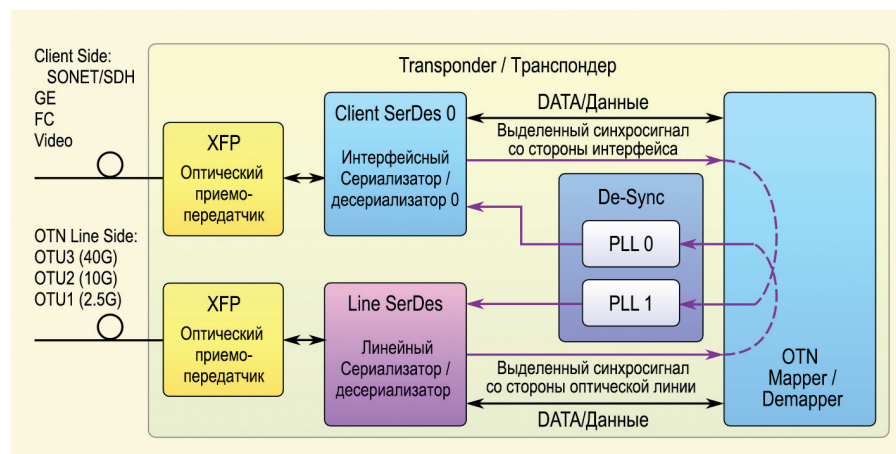 Client Side:
SONET/SDH
GE
FC
Video
Transponder / Транспондер
XFP
Оптический
приемо-
передатчик
Client SerDes 0
Интерфейсный
Сериализатор /
десериализатор 0
DATA/Данные
Выделенный синхросигнал
со стороны интерфейса
De-Sync
PLL 0
PLL 1
OTN Line Side:
OTU3 (40G)
OTU2 (10G)
OTU1 (2.5G)
XFP
Оптический
приемо-
передатчик
Line SerDes
Линейный
Сериализатор /
десериализатор
Выделенный синхросигнал
со стороны оптической линии
DATA/Данные
OTN
Mapper /
Demapper